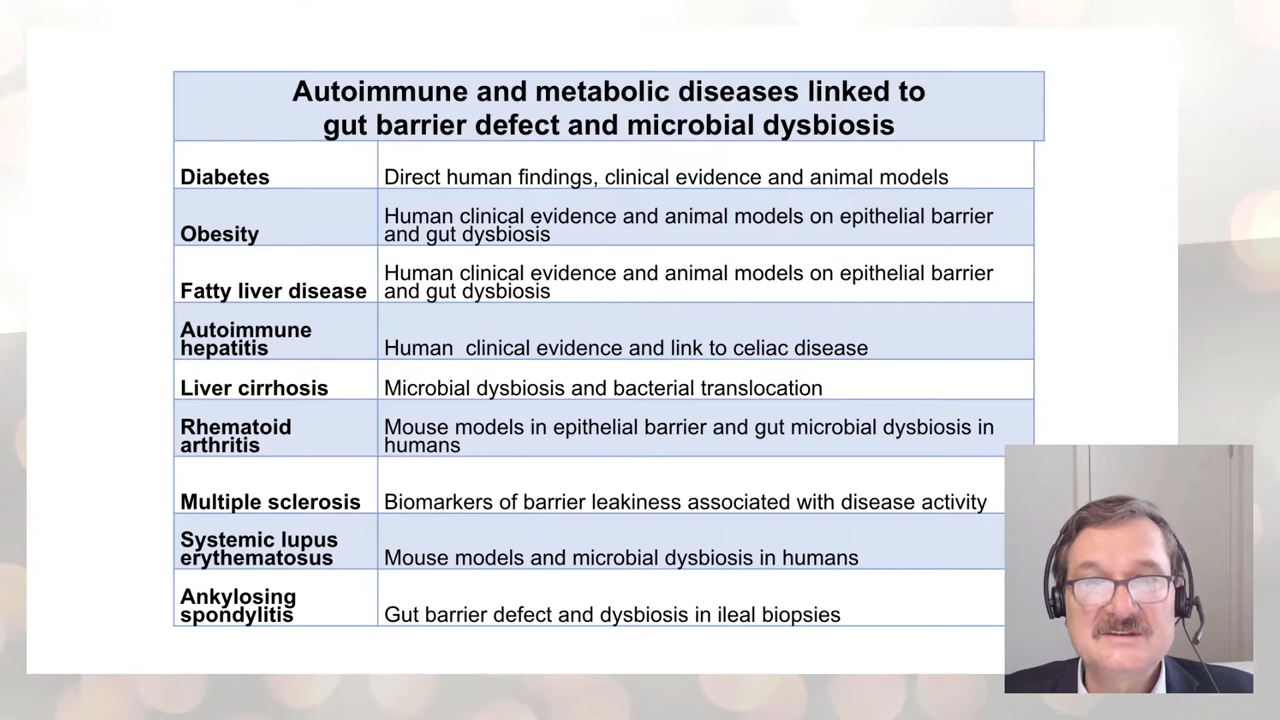 Autoimmune and metabolic diseases linked to
gut barrier defect and microbial dysbiosis
Diabetes
Direct human findings, clinical evidence and animal models
Obesity
Human clinical evidence and animal models on epithelial barrier
and gut dysbiosis
Fatty liver disease
Human clinical evidence and animal models on epithelial barrier
and gut dysbiosis
Autoimmune
hepatitis
Human  clinical evidence and link to celiac disease
Liver cirrhosis
Microbial dysbiosis and bacterial translocation
Rhematoid
arthritis
Mouse models in epithelial barrier and gut microbial dysbiosis in
humans
Multiple sclerosis
Biomarkers of barrier leakiness associated with disease activity
Systemic lupus
erythematosus
Mouse models and microbial dysbiosis in humans
Ankylosing
spondylitis
Gut barrier defect and dysbiosis in ileal biopsies